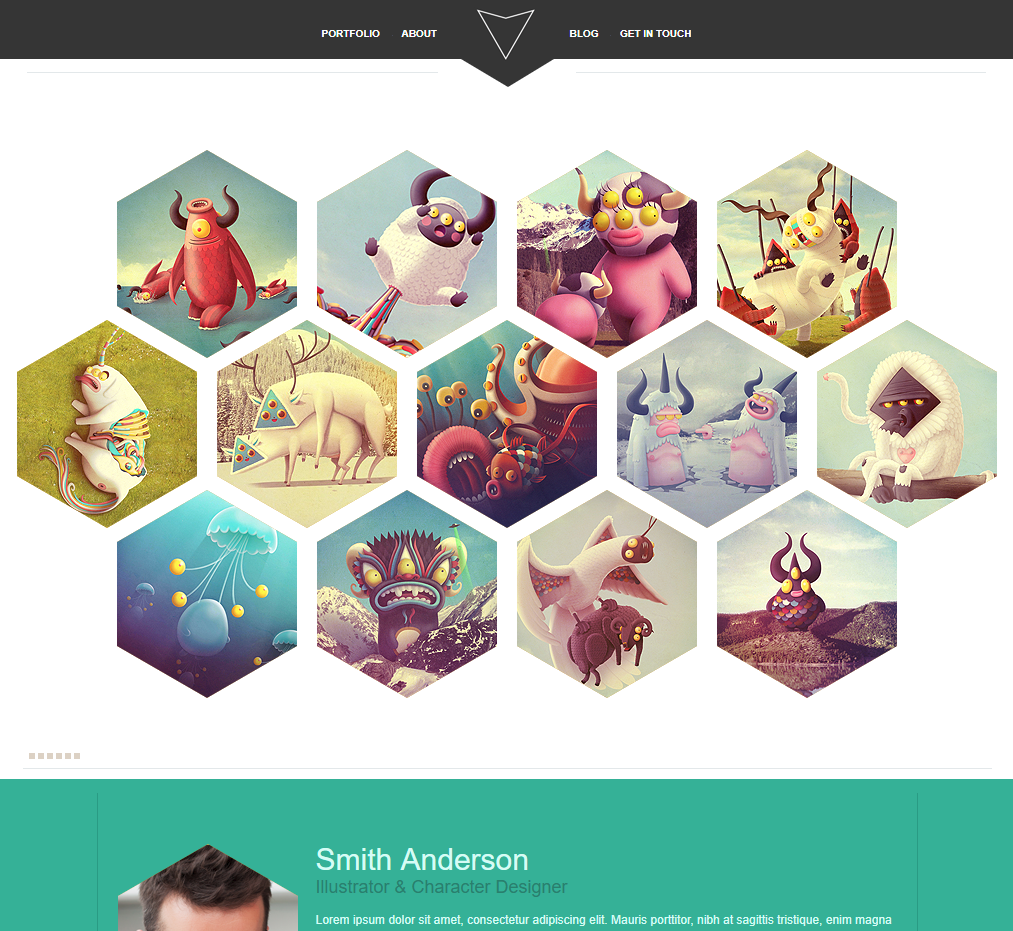 PORTFOLIO ABOUT BLOG GET IN TOUCH
Smith Anderson
Illustrator & Character Designer
Lorem ipsum dolor sit amet, consectetur adipiscing elit. Mauris porttitor, nibh at sagittis tristique, enim magna